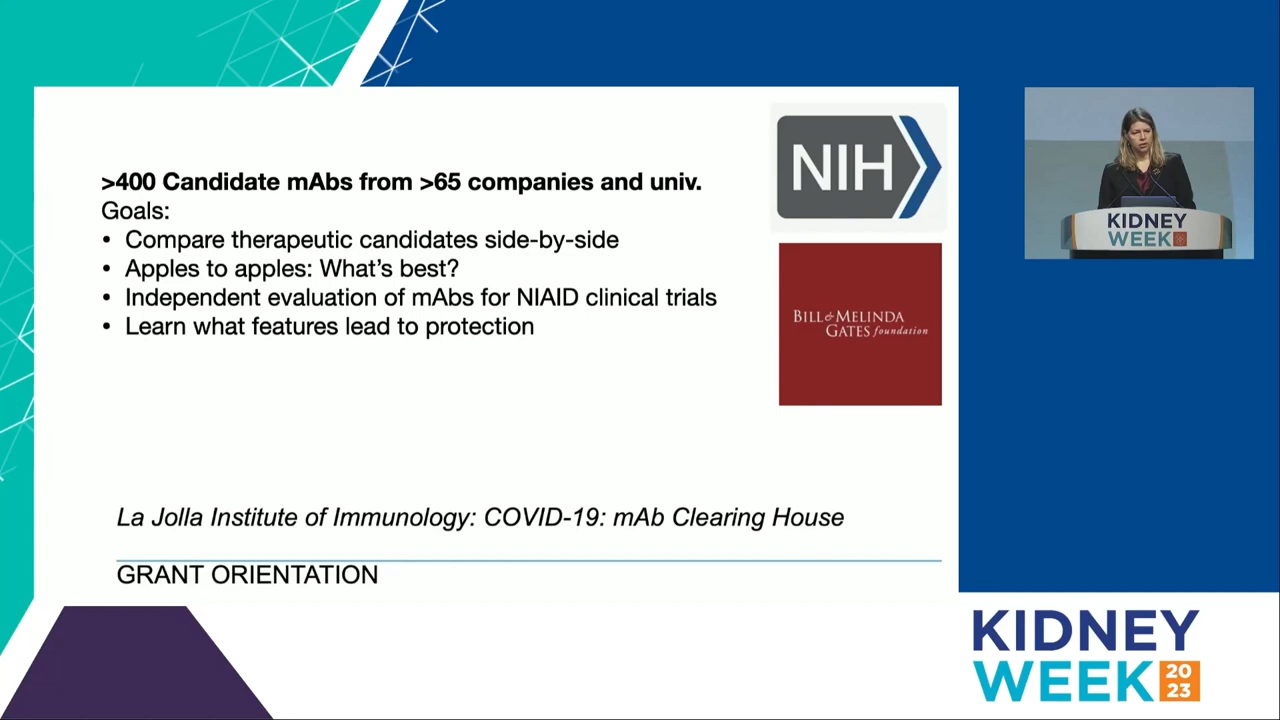 >400 Candidate mAbs from >65 companies and univ.
Goals:
• Compare therapeutic candidates side-by-side
• Apples to apples: What's best?
• Independent evaluation of mAbs for NIAID clinical trials
• Learn what features lead to protection
NIH
BILL & MELINDA
GATES foundation
La Jolla Institute of Immunology: COVID-19: mAb Clearing House
GRANT ORIENTATION
KIDNEY
WEEK
KIDNEY
WEEK 20
23